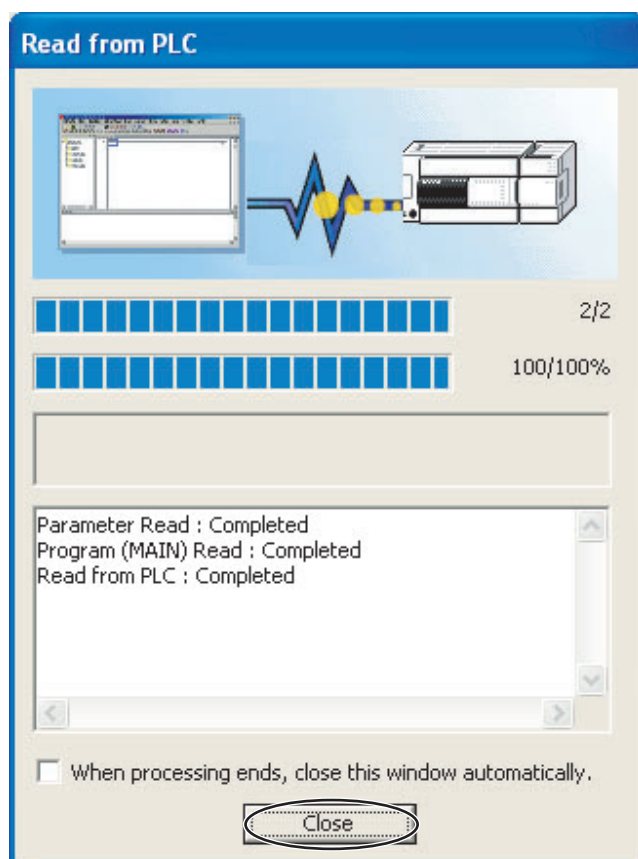 Read from PLC
2/2
100/100%
Parameter Read : Completed
Program (MAIN) Read : Completed
Read from PLC : Completed
When processing ends, close this window automatically.
Close